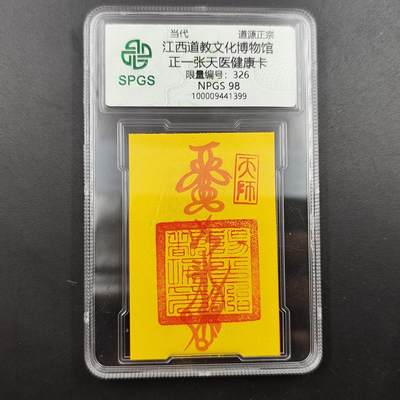 当代 道源正宗
江西道教文化博物馆
正一张天医健康卡
限量编号：326
NPGS 98
100009441399
SPGS
天师